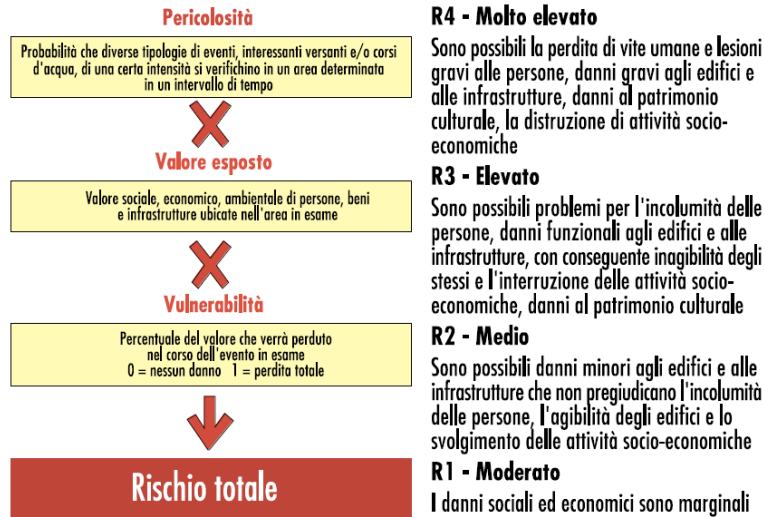 Pericolosità
Probabilità che diverse tipologie di eventi, interessanti versanti e/o corsi
d'acqua, di una certa intensità si verifichino in un area determinata
in un intervallo di tempo
Valore esposto
Valore sociale, economico, ambientale di persone, beni
e infrastrutture ubicate nell'area in esame
Vulnerabilità
Percentuale del valore che verrà perduto
nel corso dell'evento in esame
0 = nessun danno 1 = perdita totale
Rischio totale
R4 - Molto elevato
Sono possibili la perdita di vite umane e lesioni
gravi alle persone, danni gravi agli edifici e
alle infrastrutture, danni al patrimonio
culturale, la distruzione di attività socio-
economiche
R3 - Elevato
Sono possibili problemi per l'incolumità delle
persone, danni funzionali agli edifici e alle
infrastrutture, con conseguente inagibilità degli
stessi e l'interruzione delle attività socio-
economiche, danni al patrimonio culturale
R2 - Medio
Sono possibili danni minori agli edifici e alle
infrastrutture che non pregiudicano l'incolumità
delle persone, l'agibilità degli edifici e lo
svolgimento delle attività socio-economiche
R1 - Moderato
I danni sociali ed economici sono marginali